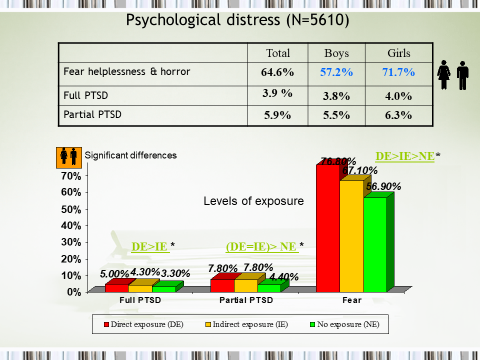 Psychological distress (N=5610)
Total Boys Girls
Fear helplessness & horror 64.6% 57.2% 71.7%
Full PTSD 3.9 % 3.8% 4.0%
Partial PTSD 5.9% 5.5% 6.3%
Significant differences
DE>IE>NE*
70%
60%
50%
40%
30%
20%
10%
0%
Levels of exposure
DE>IE *
(DE=IE)> NE *
5.00% 4.30% 3.30%
7.80% 7.80% 4.40%
67.10% 56.90%
Full PTSD Partial PTSD Fear
Direct exposure (DE) Indirect exposure (IE) No exposure (NE)